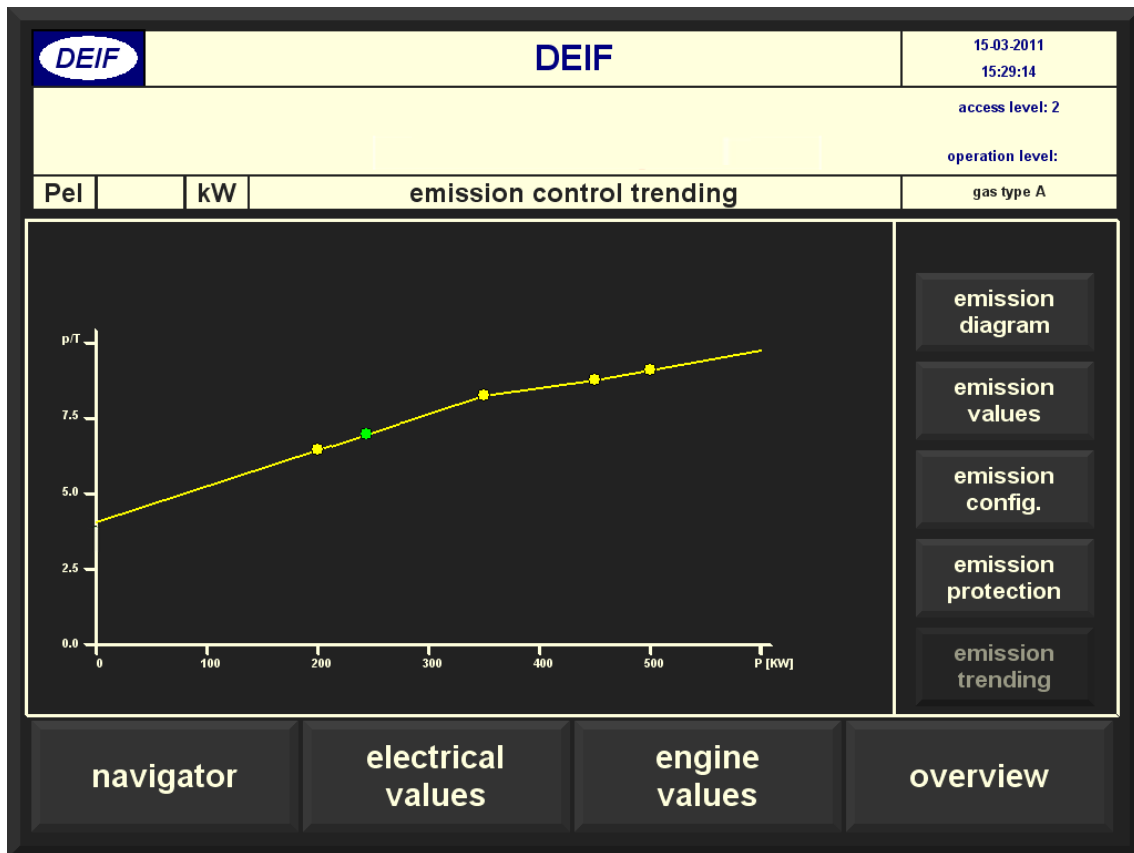 DEIF
DEIF
15-03-2011
15:29:14
access level: 2
operation level:
Pel
kW
emission control trending
gas type A
p/T
7.5
5.0
2.5
0.0
0
100
200
300
400
500
P [KW]
emission
diagram
emission
values
emission
config.
emission
protection
emission
trending
navigator
electrical
values
engine
values
overview